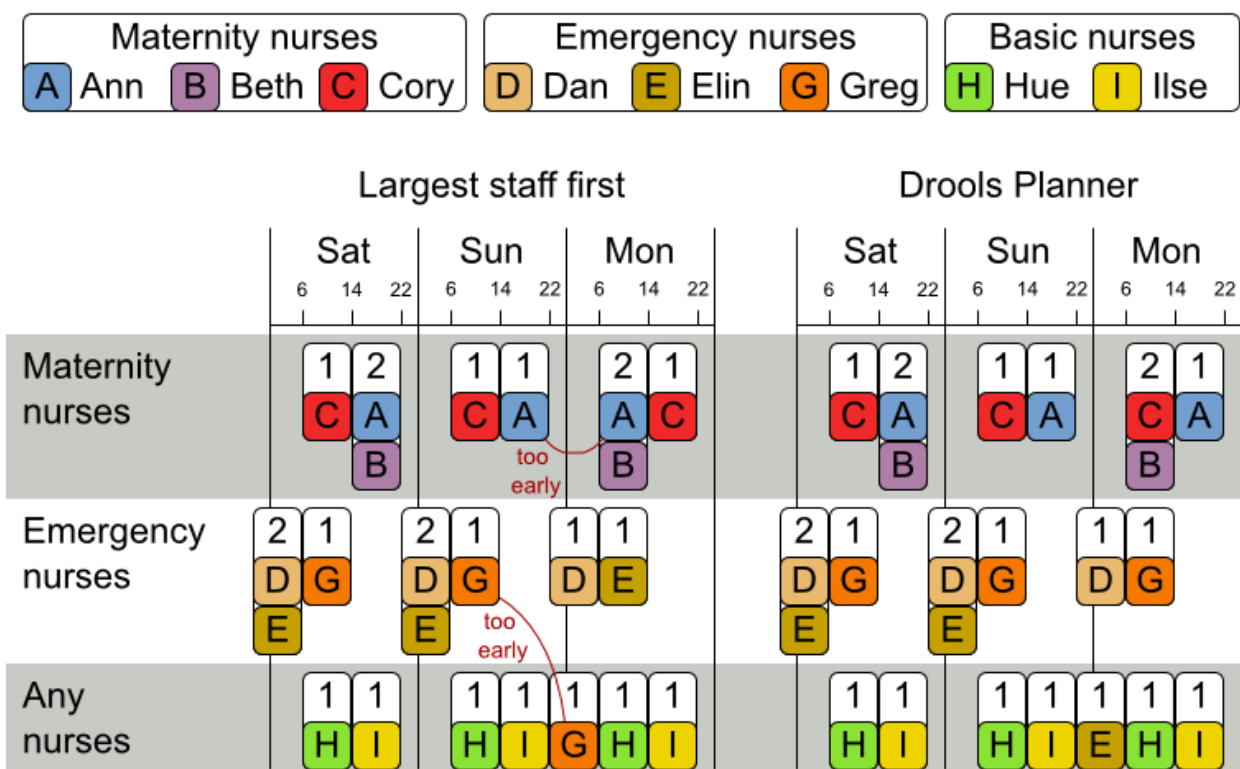 Maternity nurses Emergency nurses Basic nurses
A Ann B Beth C Cory D Dan E Elin G Greg H Hue I Ilse
Largest staff first Drools Planner
Sat Sun Mon Sat Sun Mon
6 14 22 6 14 22 6 14 22 6 14 22 6 14 22 6 14 22
Maternity 1 2 1 1 2 1 1 2 1 1 2 1
nurses C A C A A C C A C A C A
B too B B B
early
Emergency 2 1 2 1 1 1 2 1 2 1 1 1
nurses D G D G D E D G D G D G
E E too E E
early
Any 1 1 1 1 1 1 1 1 1 1 1 1 1 1
nurses H I H I G H I H I H I E H I